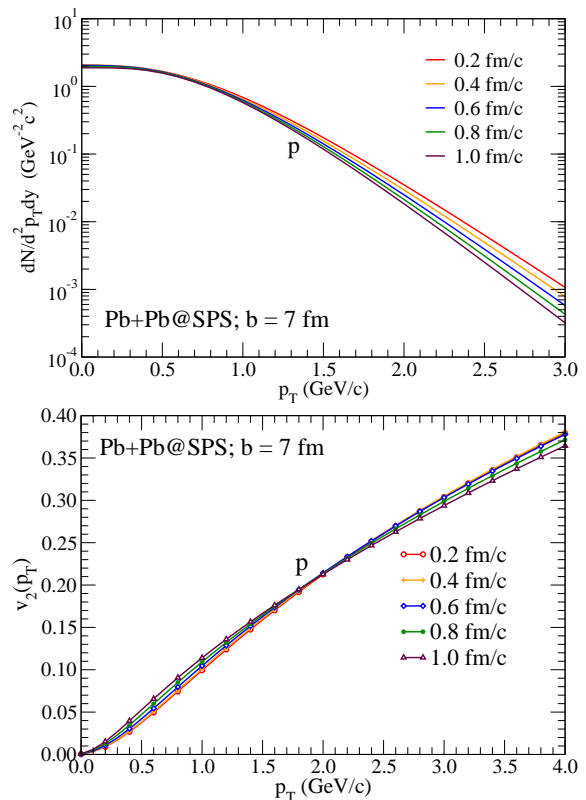 10^1
10^0
10^-1
10^-2
10^-3
10^-4
dN/d^2p_Tdy (GeV^-2c^2)
0.2 fm/c
0.4 fm/c
0.6 fm/c
0.8 fm/c
1.0 fm/c
p
Pb+Pb@SPS; b = 7 fm
0.0 0.5 1.0 1.5 2.0 2.5 3.0
p_T (GeV/c)
0.40
0.35
0.30
0.25
0.20
0.15
0.10
0.05
0.00
v_2(p_T)
Pb+Pb@SPS; b = 7 fm
p
0.2 fm/c
0.4 fm/c
0.6 fm/c
0.8 fm/c
1.0 fm/c
0.0 0.5 1.0 1.5 2.0 2.5 3.0 3.5 4.0
p_T (GeV/c)